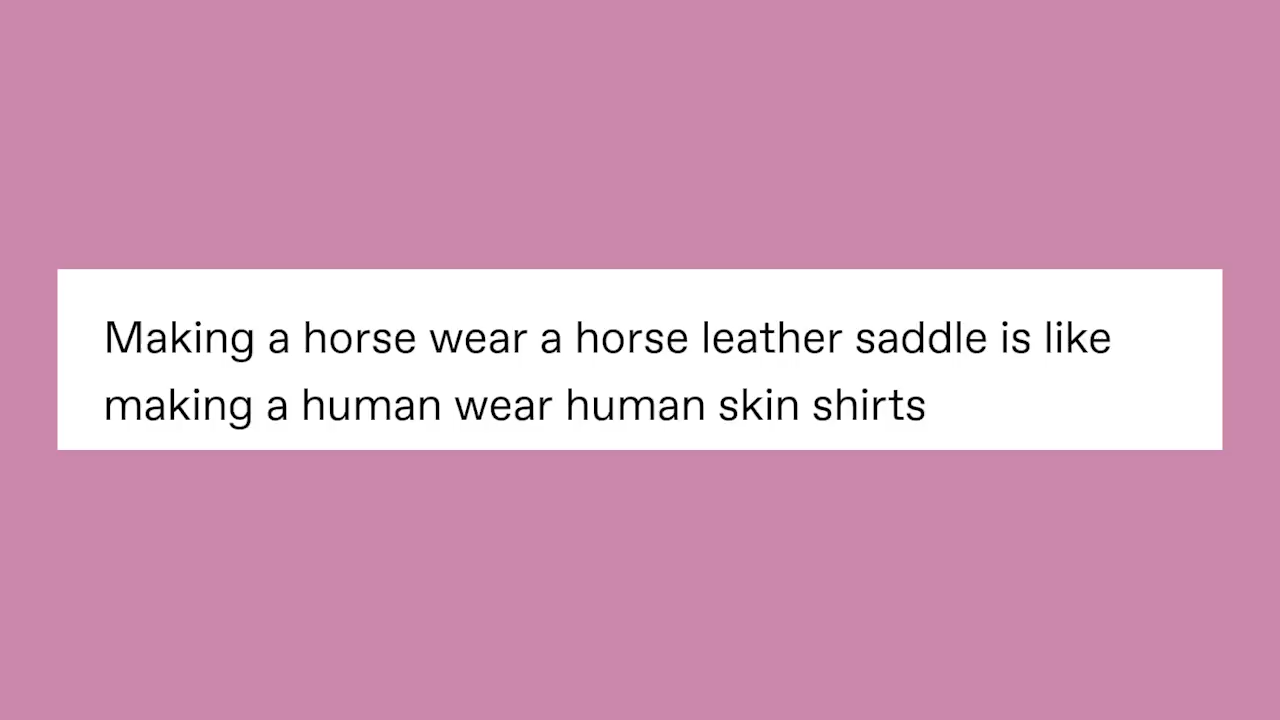 Making a horse wear a horse leather saddle is like
making a human wear human skin shirts